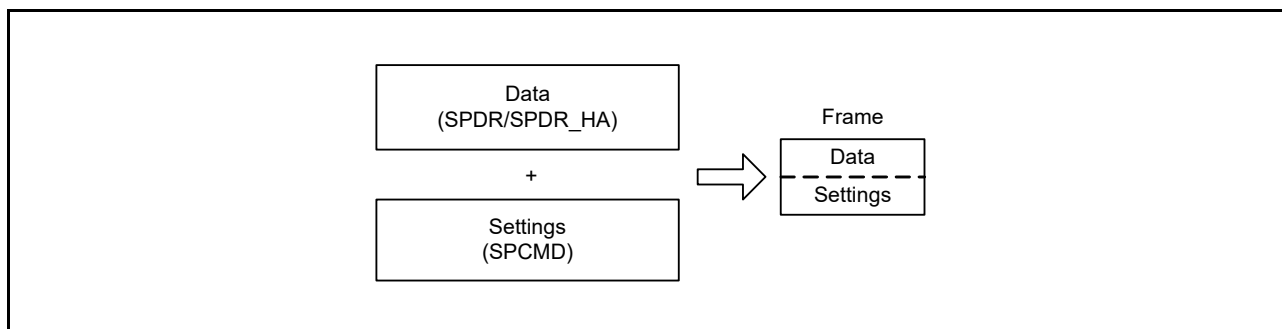 Data
(SPDR/SPDR_HA)
+
Settings
(SPCMD)
Frame
Data
Settings